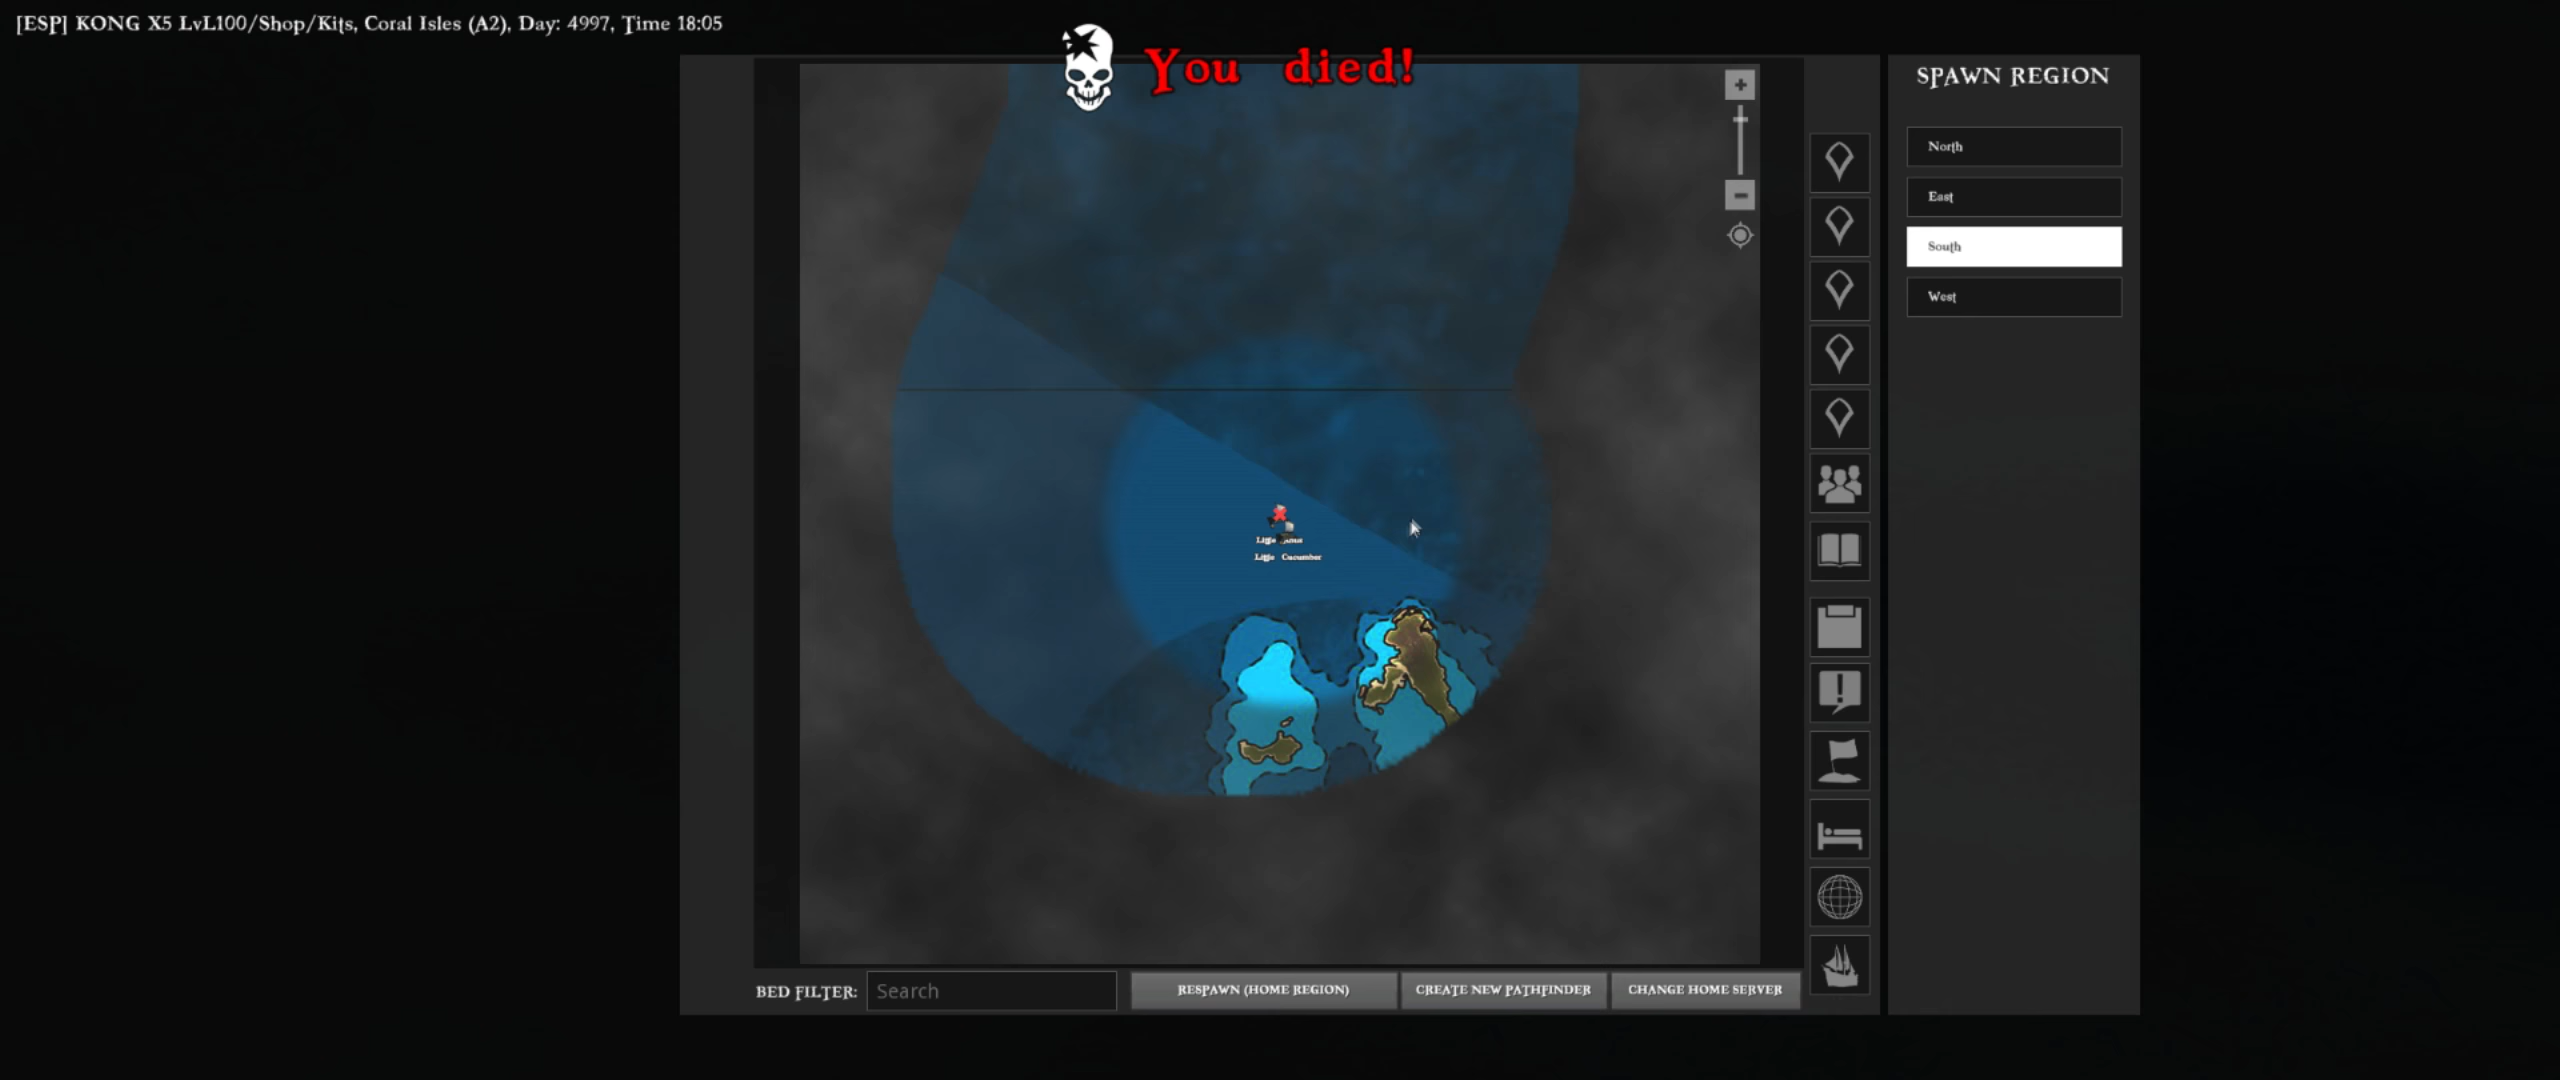 [ESP] KONG X5 LvL100/Shop/Kits, Coral Isles (A2), Day: 4997, Time 18:05
You died!
SPAWN REGION
North
East
South
West
Little
Little Cucumber
BED FILTER:
Search
RESPAWN (HOME REGION)
CREATE NEW PATHFINDER
CHANGE HOME SERVER